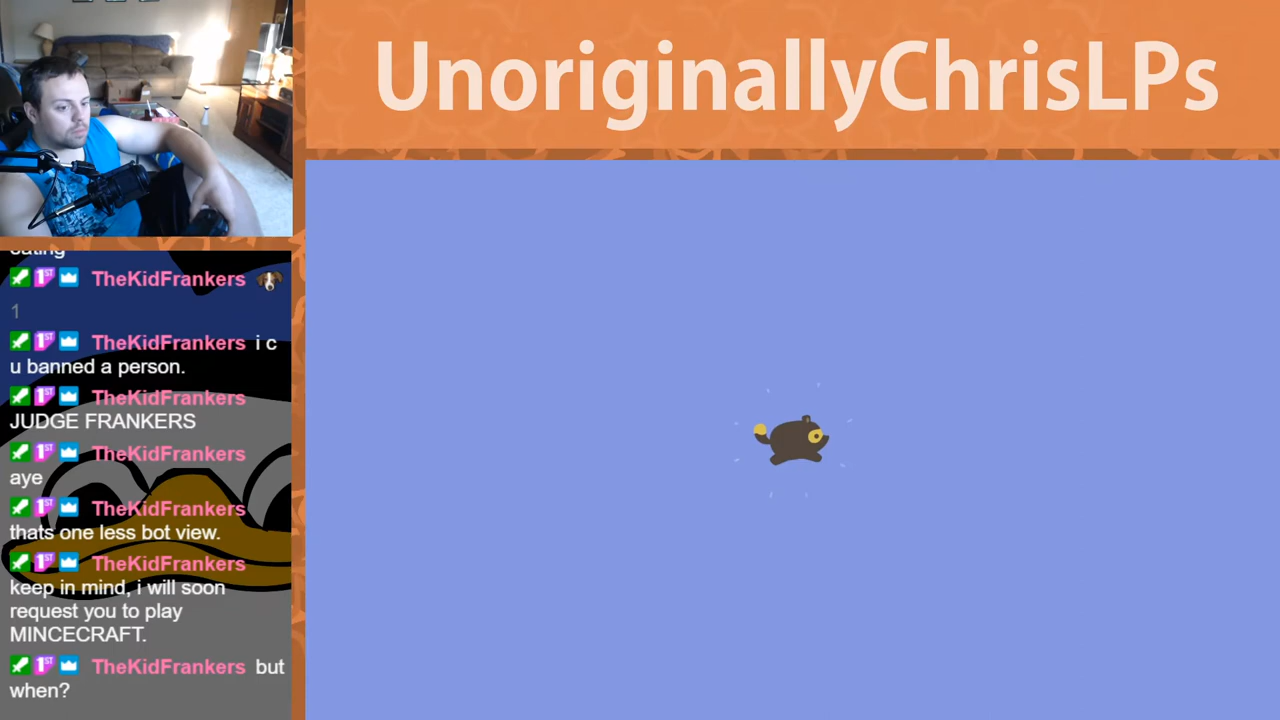 UnoriginallyChrisLPs
eating
TheKidFrankers
1
TheKidFrankers i c
u banned a person.
TheKidFrankers
JUDGE FRANKERS
TheKidFrankers
aye
TheKidFrankers
thats one less bot view.
TheKidFrankers
keep in mind, i will soon
request you to play
MINCECRAFT.
TheKidFrankers but
when?